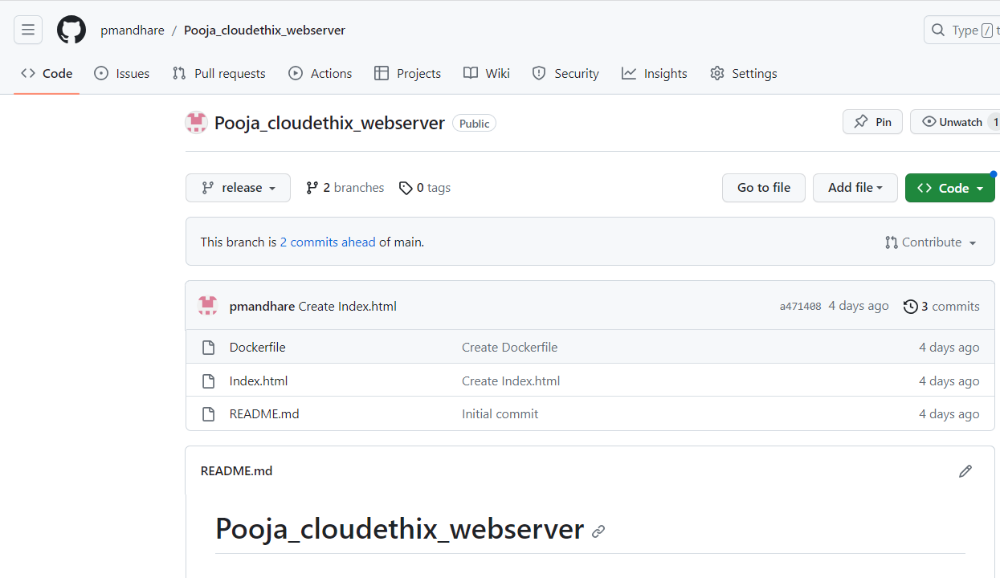 pmandhare / Pooja_cloudethix_webserver
Type / t
Code Issues Pull requests Actions Projects Wiki Security Insights Settings
Pooja_cloudethix_webserver Public Pin Unwatch 1
release 2 branches 0 tags Go to file Add file Code
This branch is 2 commits ahead of main. Contribute
pmandhare Create Index.html a471408 4 days ago 3 commits
Dockerfile Create Dockerfile 4 days ago
Index.html Create Index.html 4 days ago
README.md Initial commit 4 days ago
README.md
Pooja_cloudethix_webserver